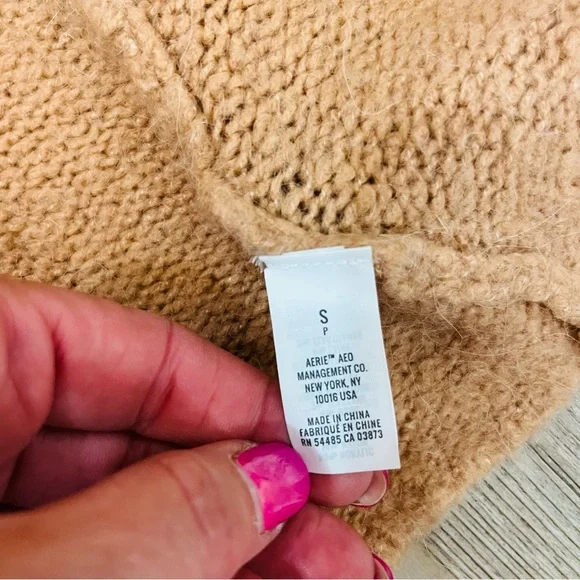 S
P
AERIE™ AEO
MANAGEMENT CO.
NEW YORK, NY
10016 USA
MADE IN CHINA
FABRIQUÉ EN CHINE
RN 54485 CA 03873